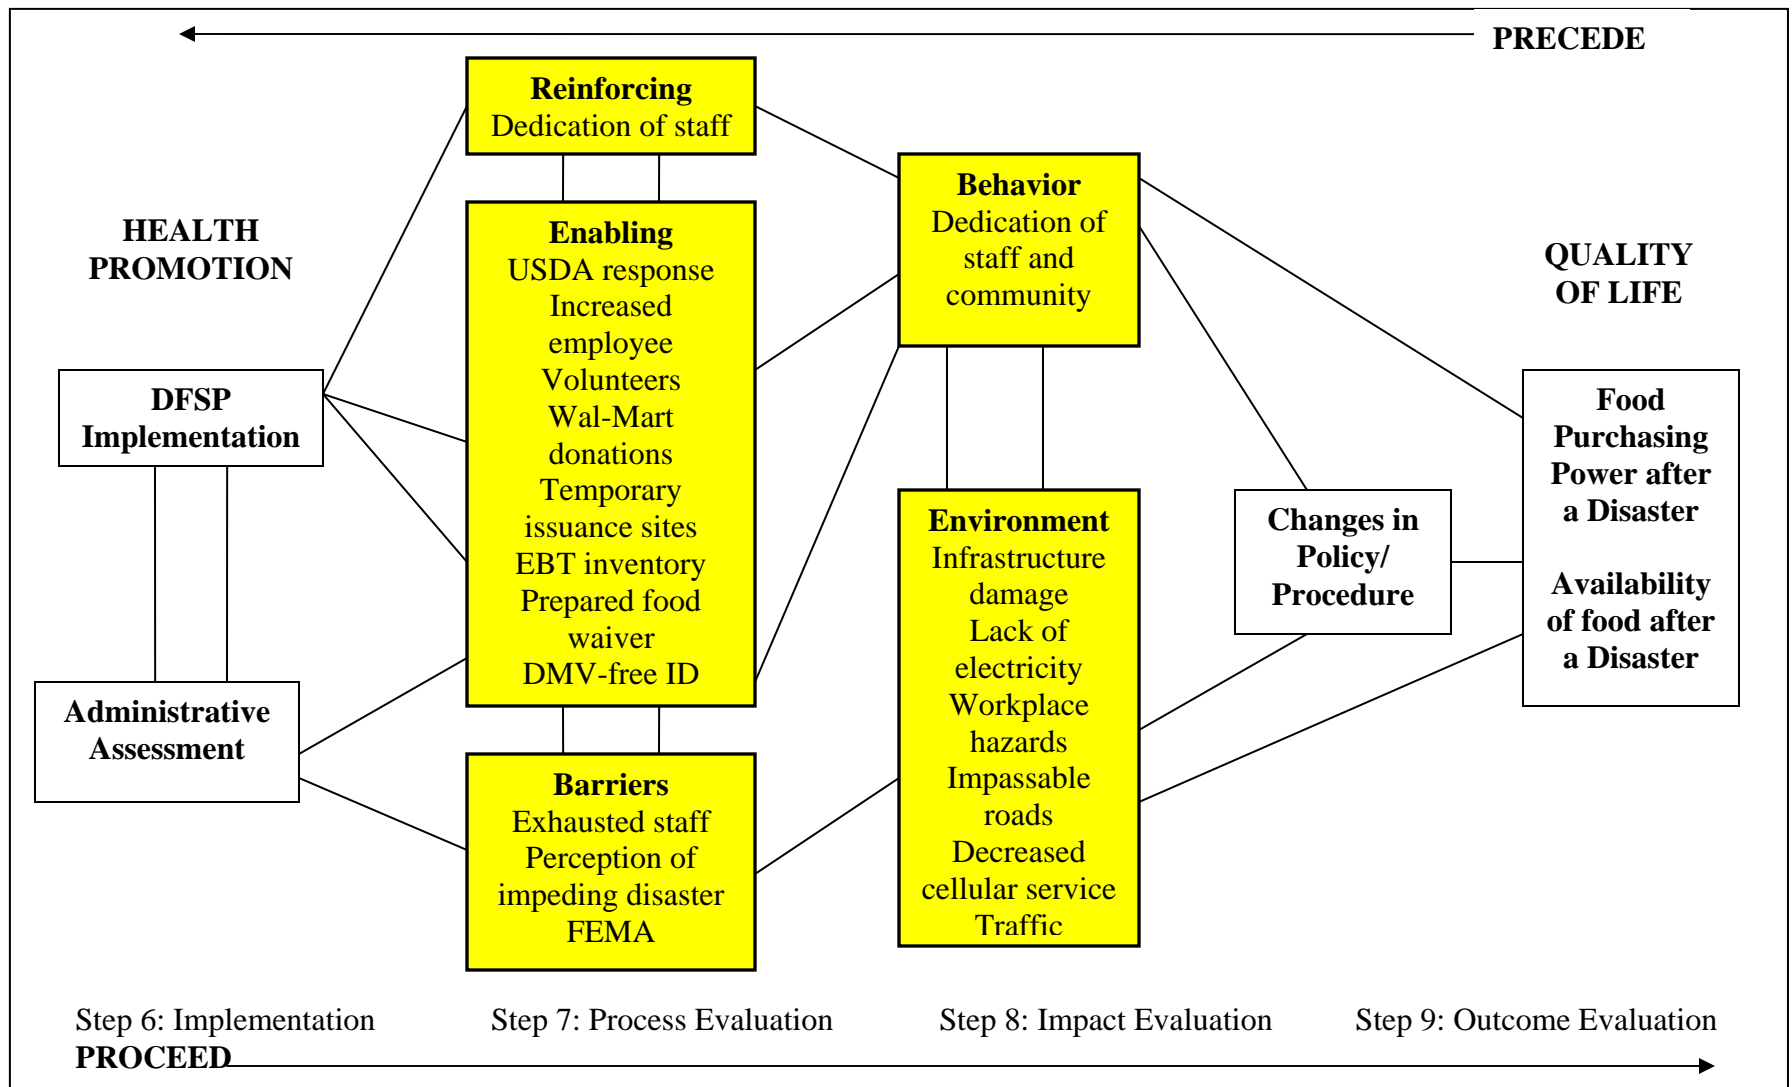 PRECEDE
HEALTH
PROMOTION
DFSP
Implementation
Administrative
Assessment
Reinforcing
Dedication of staff
Enabling
USDA response
Increased
employee
Volunteers
Wal-Mart
donations
Temporary
issuance sites
EBT inventory
Prepared food
waiver
DMV-free ID
Barriers
Exhausted staff
Perception of
impeding disaster
FEMA
Behavior
Dedication of
staff and
community
Environment
Infrastructure
damage
Lack of
electricity
Workplace
hazards
Impassable
roads
Decreased
cellular service
Traffic
Changes in
Policy/
Procedure
QUALITY
OF LIFE
Food
Purchasing
Power after
a Disaster
Availability
of food after
a Disaster
Step 6: Implementation
Step 7: Process Evaluation
Step 8: Impact Evaluation
Step 9: Outcome Evaluation
PROCEED